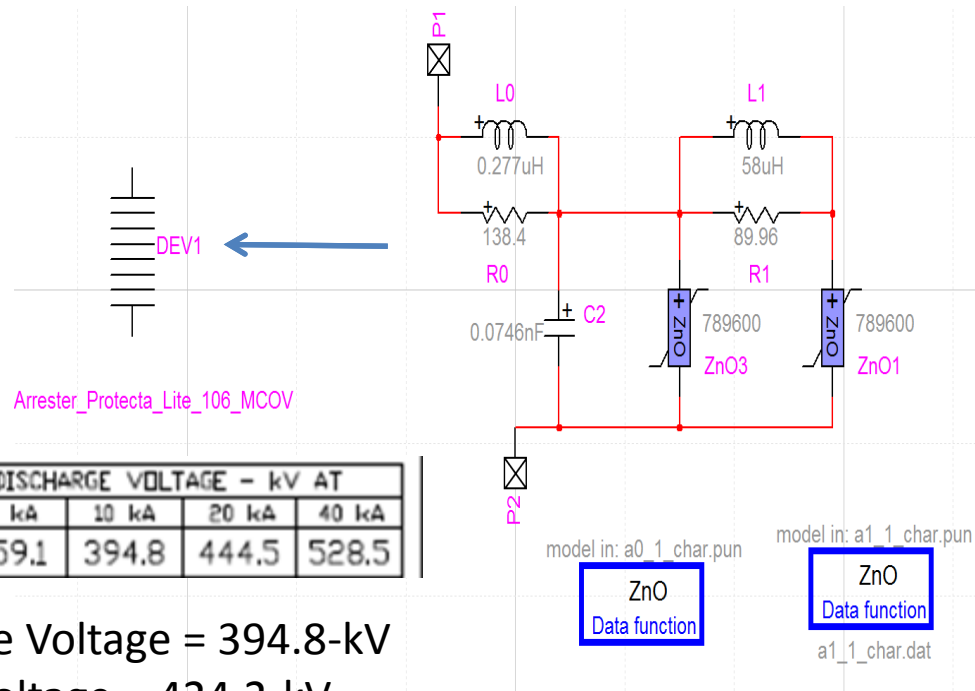 P1
L0
L1
+
+
0.277uH
58uH
+
+
138.4
89.96
DEV1
R0
R1
+
C2
0.0746nF
+
ZnO
789600
ZnO3
+
ZnO
789600
ZnO1
Arrester_Protecta_Lite_106_MCOV
DISCHARGE VOLTAGE - kV AT
kA 10 kA 20 kA 40 kA
59.1 394.8 444.5 528.5
P2
model in: a0_1_char.pun
ZnO
Data function
model in: a1_1_char.pun
ZnO
Data function
a1_1_char.dat
e Voltage = 394.8-kV